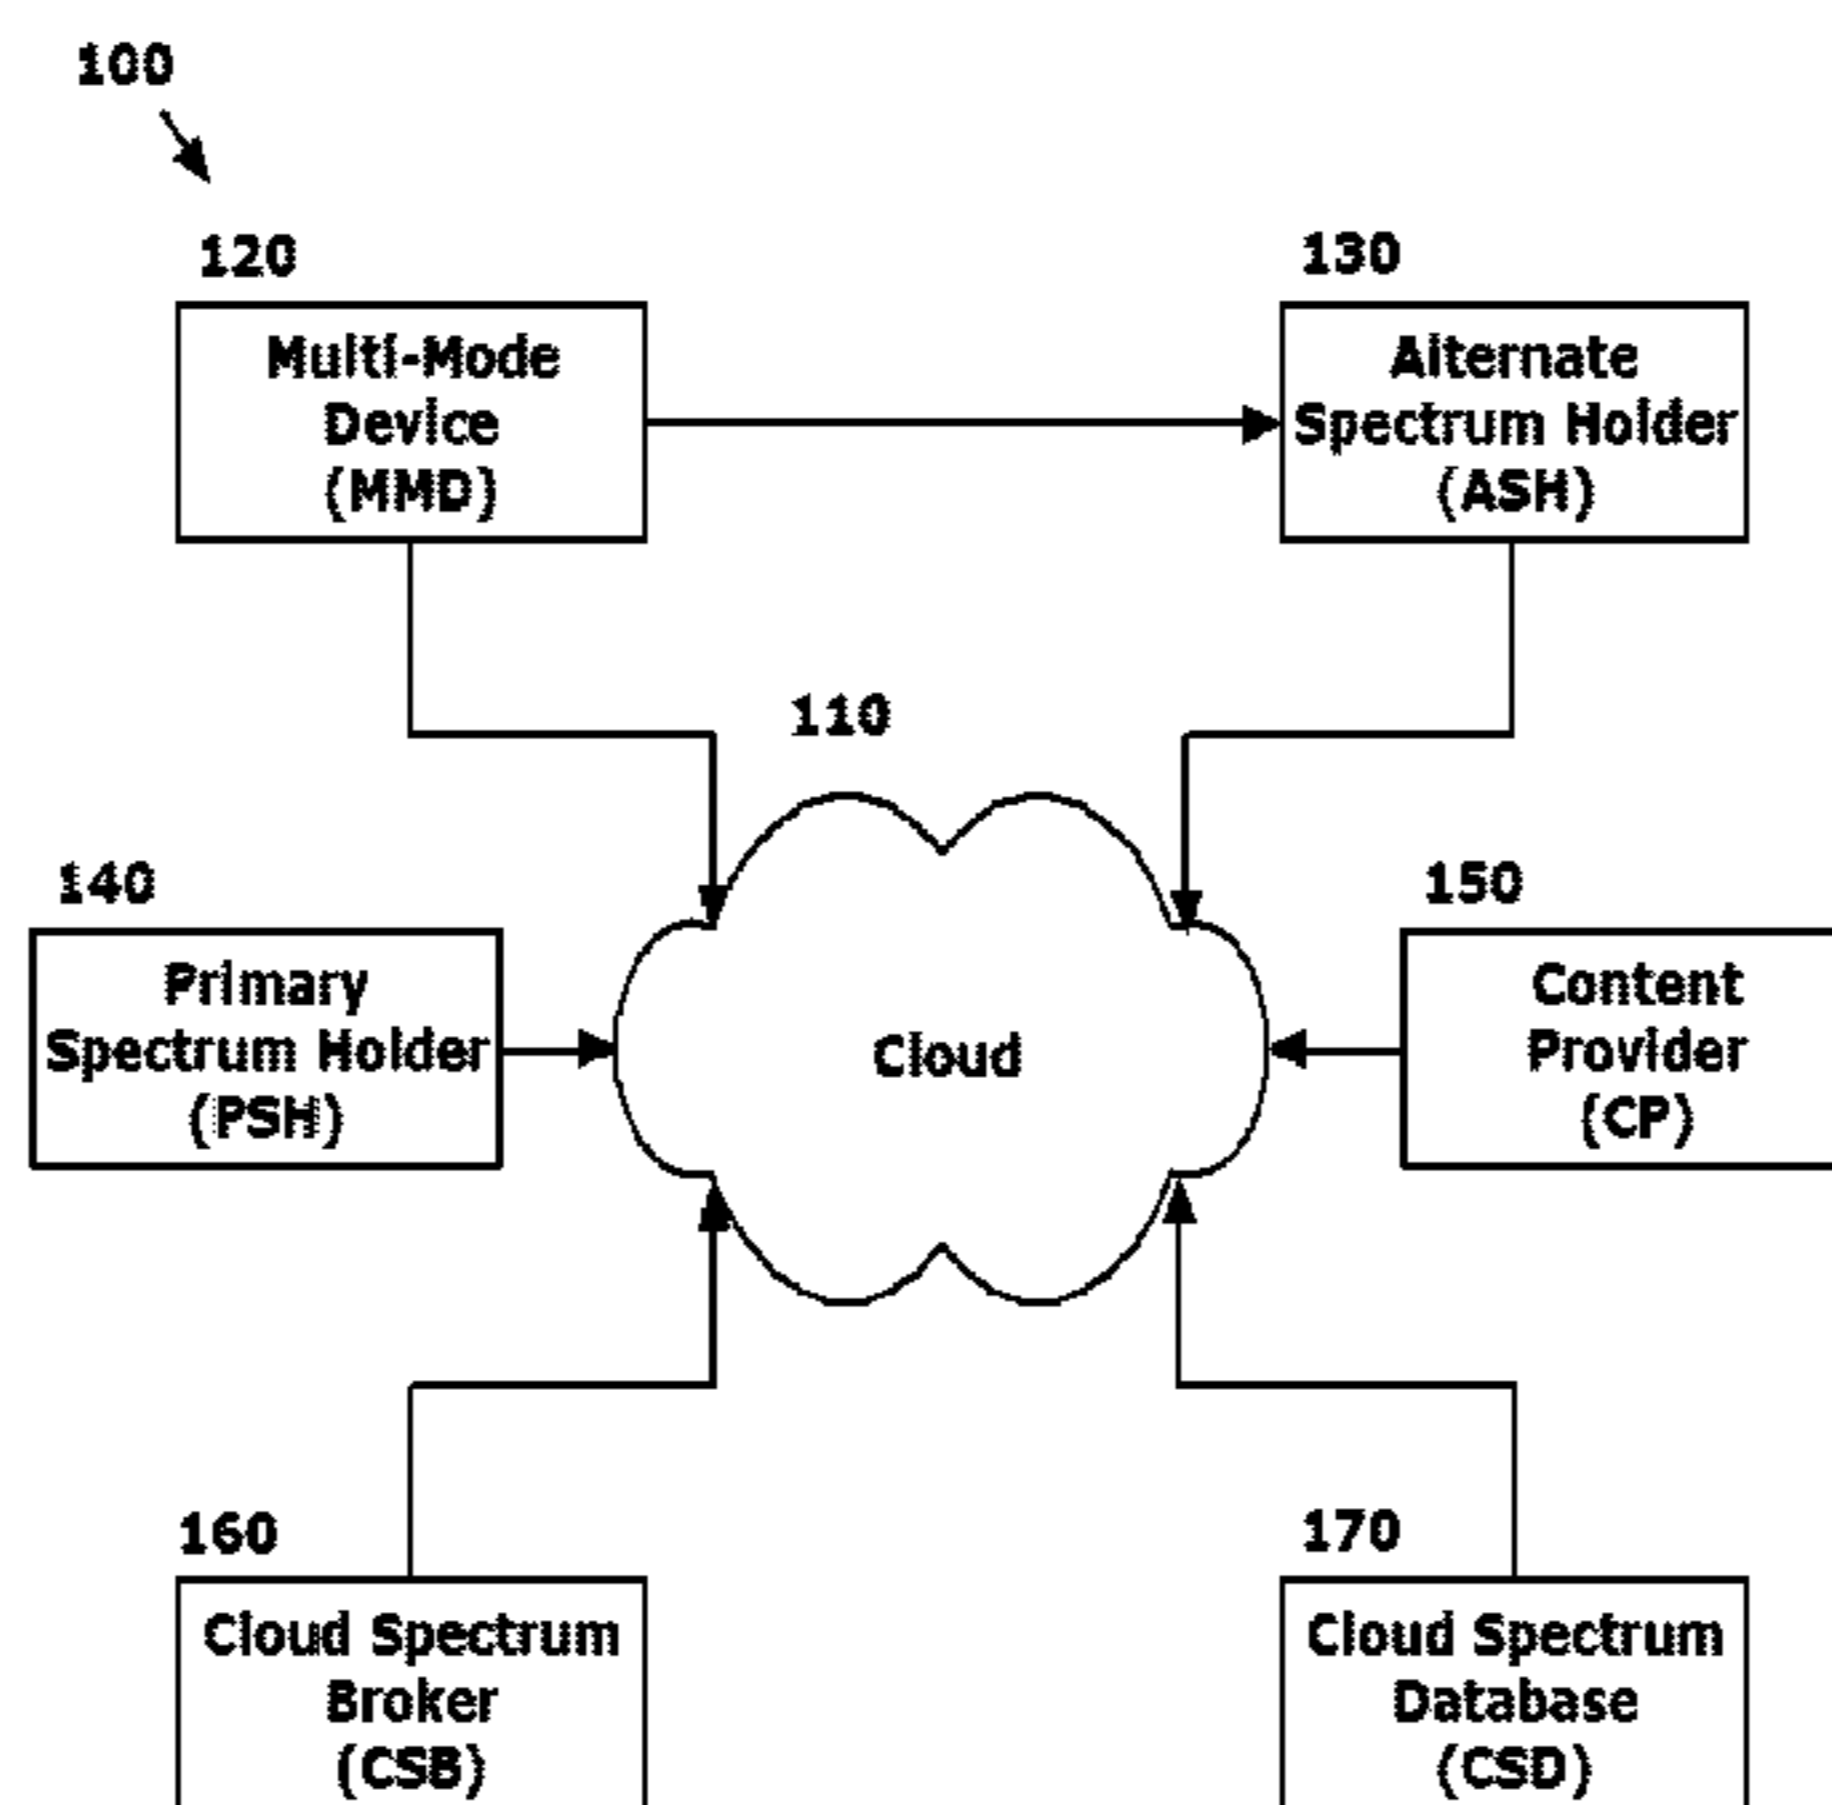 100
120
Multi-Mode
Device
(MMD)
130
Alternate
Spectrum Holder
(ASH)
110
140
Primary
Spectrum Holder
(PSH)
Cloud
150
Content
Provider
(CP)
160
Cloud Spectrum
Broker
(CSB)
170
Cloud Spectrum
Database
(CSD)